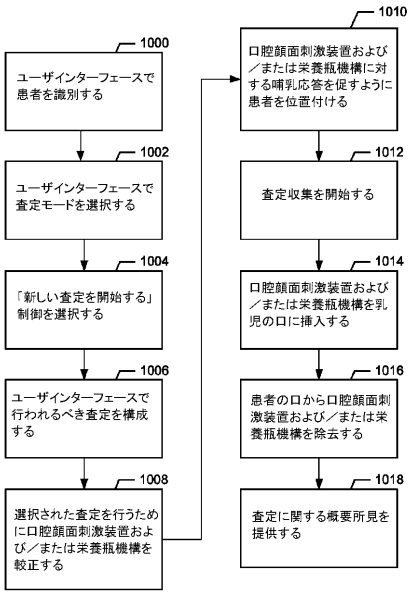 1000
ユーザインターフェースで
患者を識別する
1002
ユーザインターフェースで
査定モードを選択する
1004
「新しい査定を開始する」
制御を選択する
1006
ユーザインターフェースで
行われるべき査定を構成
する
1008
選択された査定を行うため
に口腔顔面刺激装置およ
び/または栄養瓶機構を
較正する
1010
口腔顔面刺激装置および
/または栄養瓶機構に対
する哺乳応答を促すように
患者を位置付ける
1012
査定収集を開始する
1014
口腔顔面刺激装置および
/または栄養瓶機構を乳
児の口に挿入する
1016
患者の口から口腔顔面刺
激装置および/または栄
養瓶機構を除去する
1018
査定に関する概要所見を
提供する